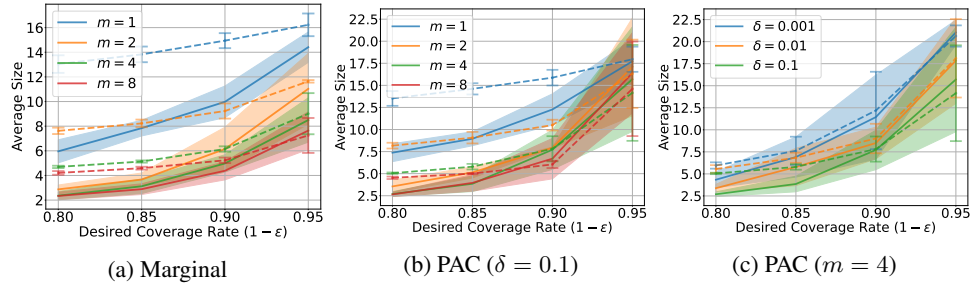 16
14
12
10
8
6
4
2
Average Size
m = 1
m = 2
m = 4
m = 8
0.80 0.85 0.90 0.95
Desired Coverage Rate (1 − ε)
(a) Marginal
22.5
20.0
17.5
15.0
12.5
10.0
7.5
5.0
2.5
Average Size
m = 1
m = 2
m = 4
m = 8
0.80 0.85 0.90 0.95
Desired Coverage Rate (1 − ε)
(b) PAC (δ = 0.1)
22.5
20.0
17.5
15.0
12.5
10.0
7.5
5.0
2.5
Average Size
δ = 0.001
δ = 0.01
δ = 0.1
0.80 0.85 0.90 0.95
Desired Coverage Rate (1 − ε)
(c) PAC (m = 4)